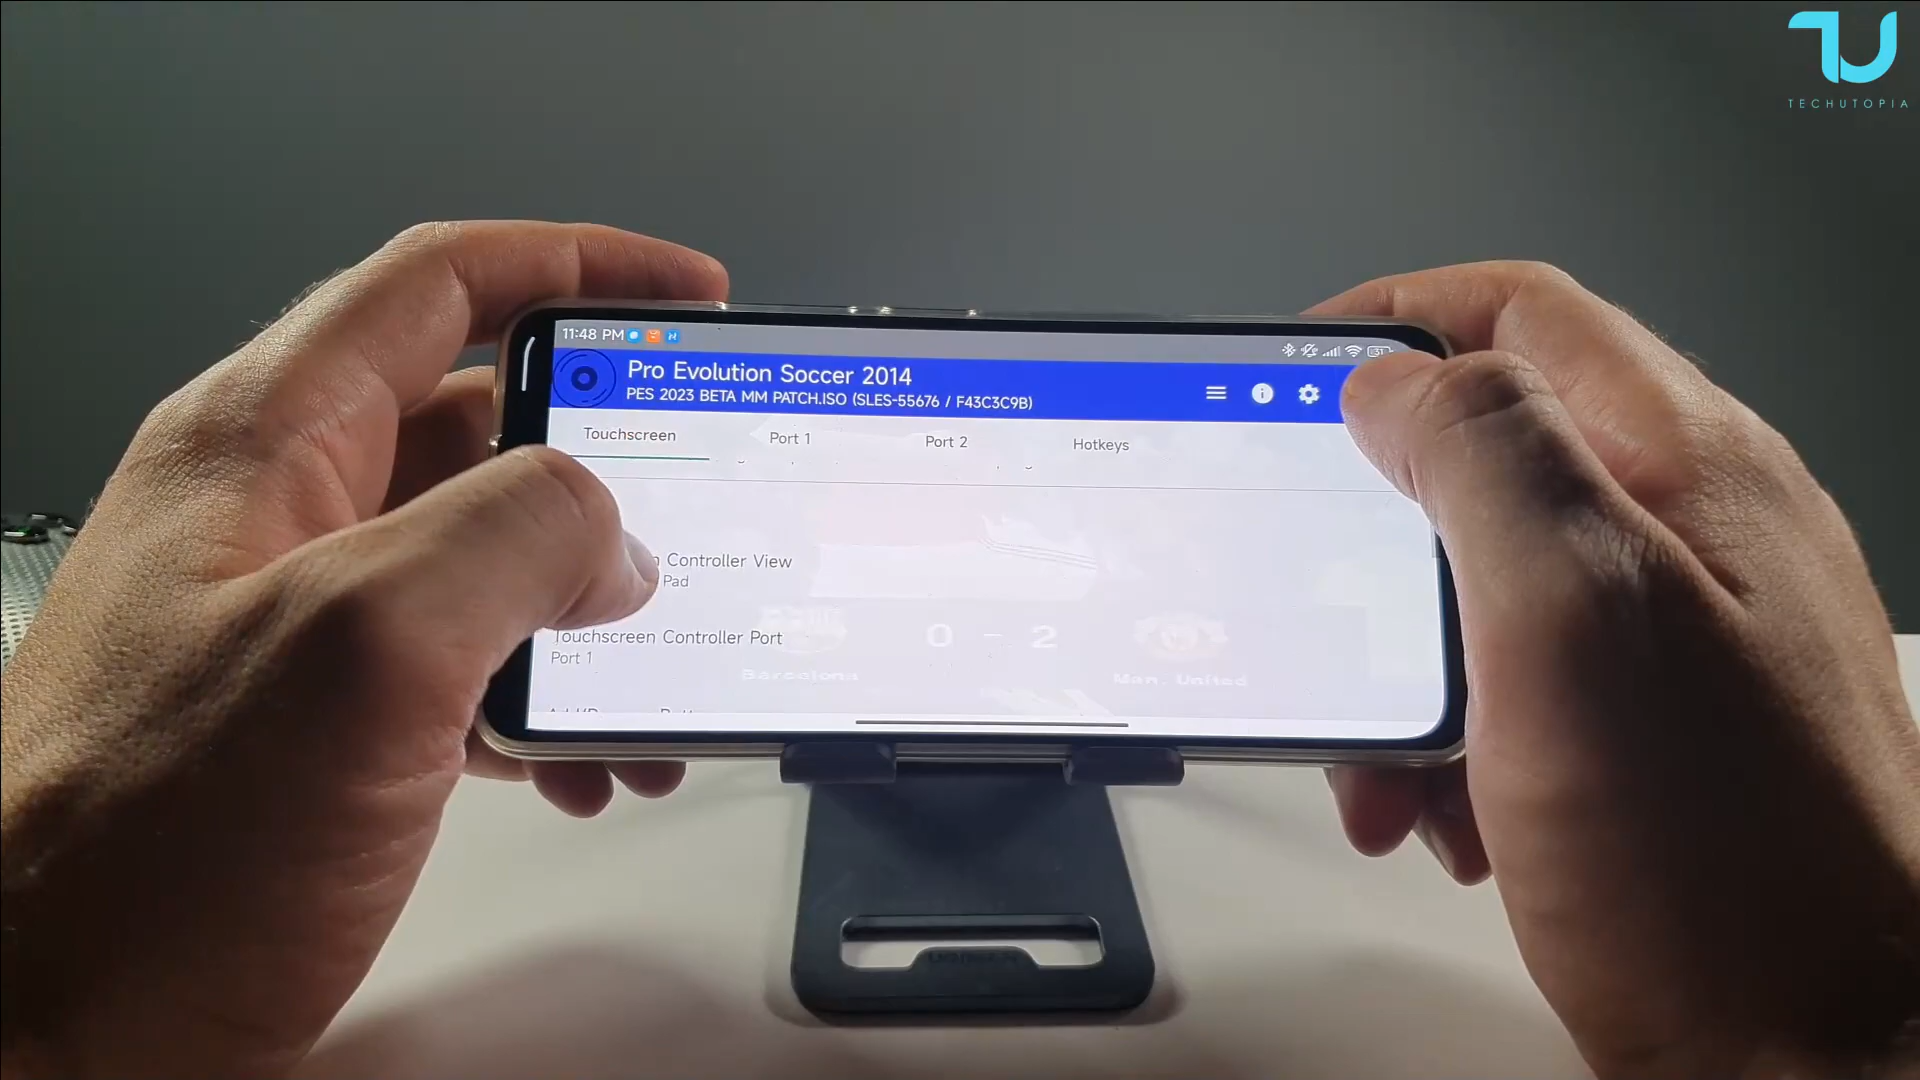 TECHUTOPIA
11:48 PM
31
Pro Evolution Soccer 2014
PES 2023 BETA MM PATCH.ISO (SLES-55676 / F43C3C9B)
Touchscreen
Port 1
Port 2
Hotkeys
Controller View
Pad
Touchscreen Controller Port
Port 1
0 - 2
Barcelona
Man. United